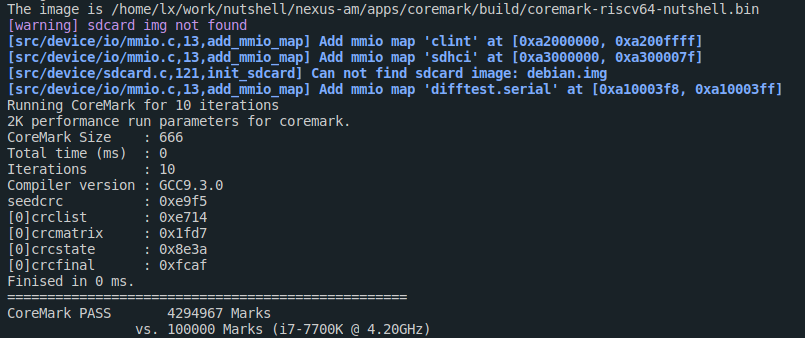 The image is /home/lx/work/nutshell/nexus-am/apps/coremark/build/coremark-riscv64-nutshell.bin
[warning] sdcard img not found
[src/device/io/mmio.c,13,add_mmio_map] Add mmio map 'clint' at [0xa2000000, 0xa200ffff]
[src/device/io/mmio.c,13,add_mmio_map] Add mmio map 'sdhci' at [0xa3000000, 0xa300007f]
[src/device/sdcard.c,121,init_sdcard] Can not find sdcard image: debian.img
[src/device/io/mmio.c,13,add_mmio_map] Add mmio map 'difftest.serial' at [0xa10003f8, 0xa10003ff]
Running CoreMark for 10 iterations
2K performance run parameters for coremark.
CoreMark Size    : 666
Total time (ms)  : 0
Iterations       : 10
Compiler version : GCC9.3.0
seedcrc          : 0xe9f5
[0]crclist       : 0xe714
[0]crcmatrix     : 0x1fd7
[0]crcstate      : 0x8e3a
[0]crcfinal      : 0xfcaf
Finised in 0 ms.
==================================================
CoreMark PASS       4294967 Marks
                vs. 100000 Marks (i7-7700K @ 4.20GHz)